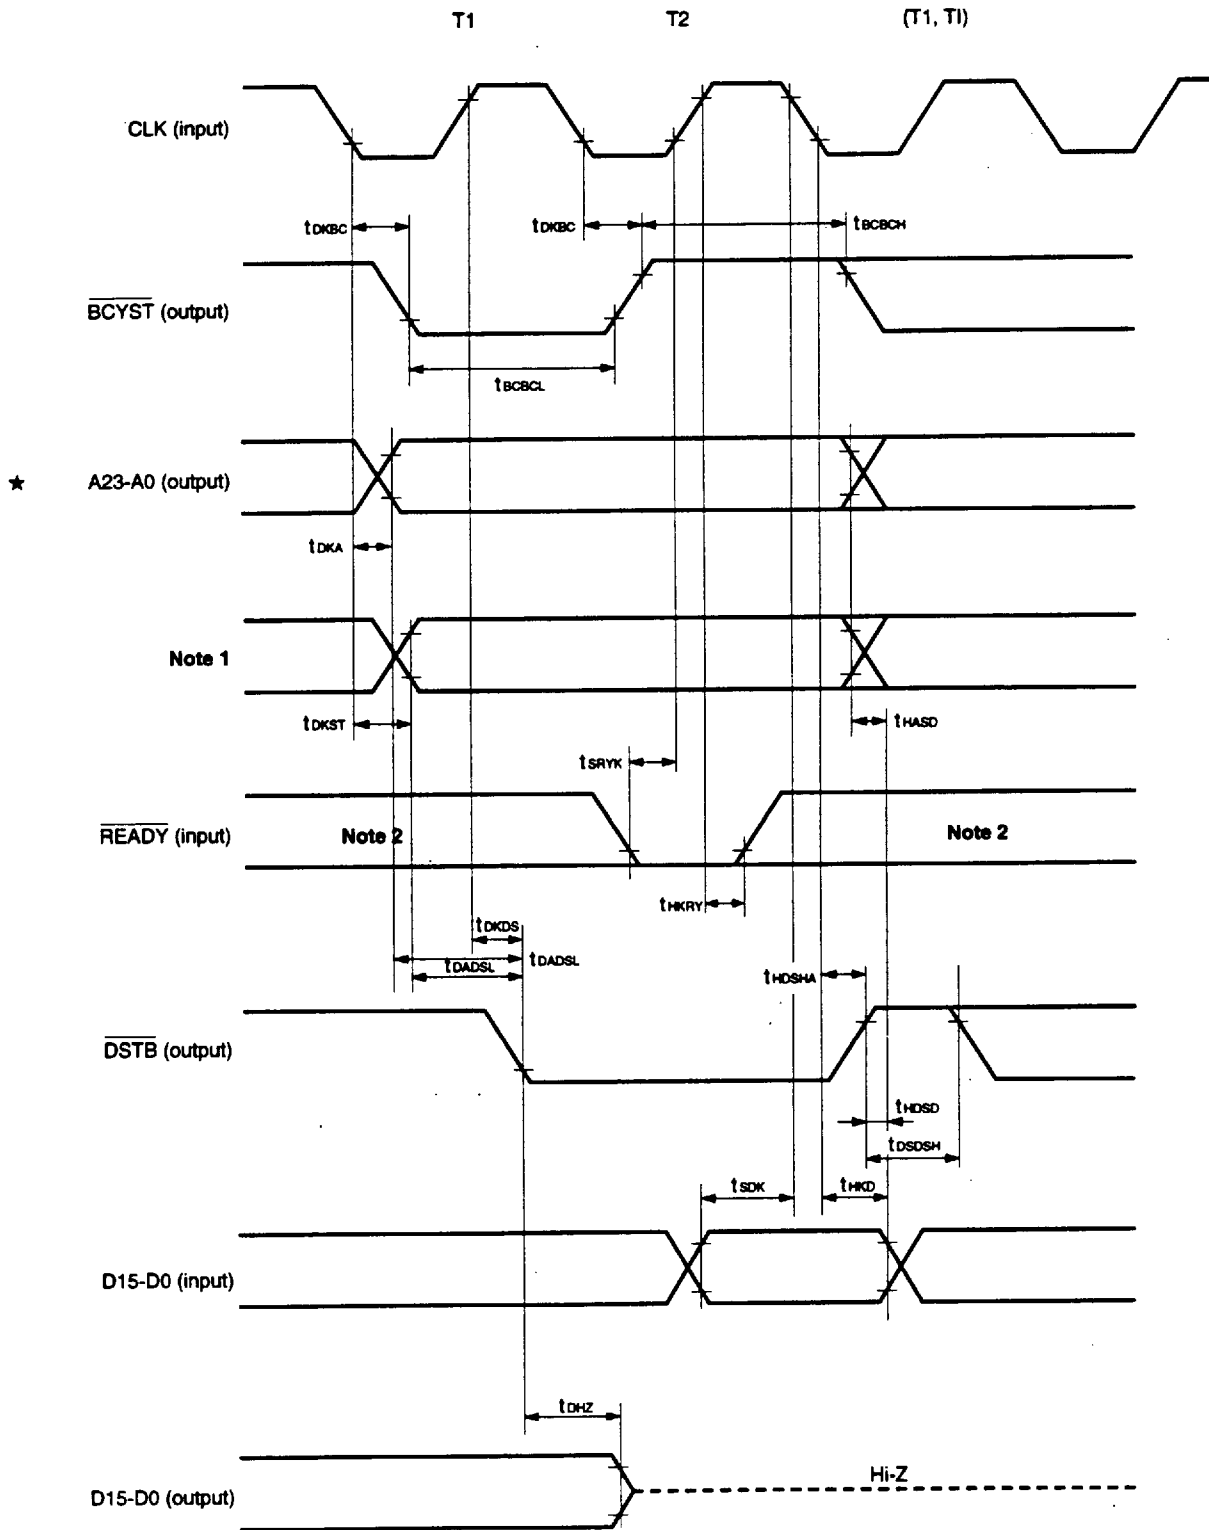 T1 T2 (T1, TI)
CLK (input)
tDKBC tDKBC tBCBCH
BCYST (output)
tBCBCL
★ A23-A0 (output)
tDKA
Note 1
tDKST tHASD
tSRYK
READY (input) Note 2 Note 2
tHKRY
tDKDS
tDADSL tDADSL
tHDSHA
DSTB (output)
tHDSD
tDSDSH
tSDK tHKD
D15-D0 (input)
tDHZ
Hi-Z
D15-D0 (output)